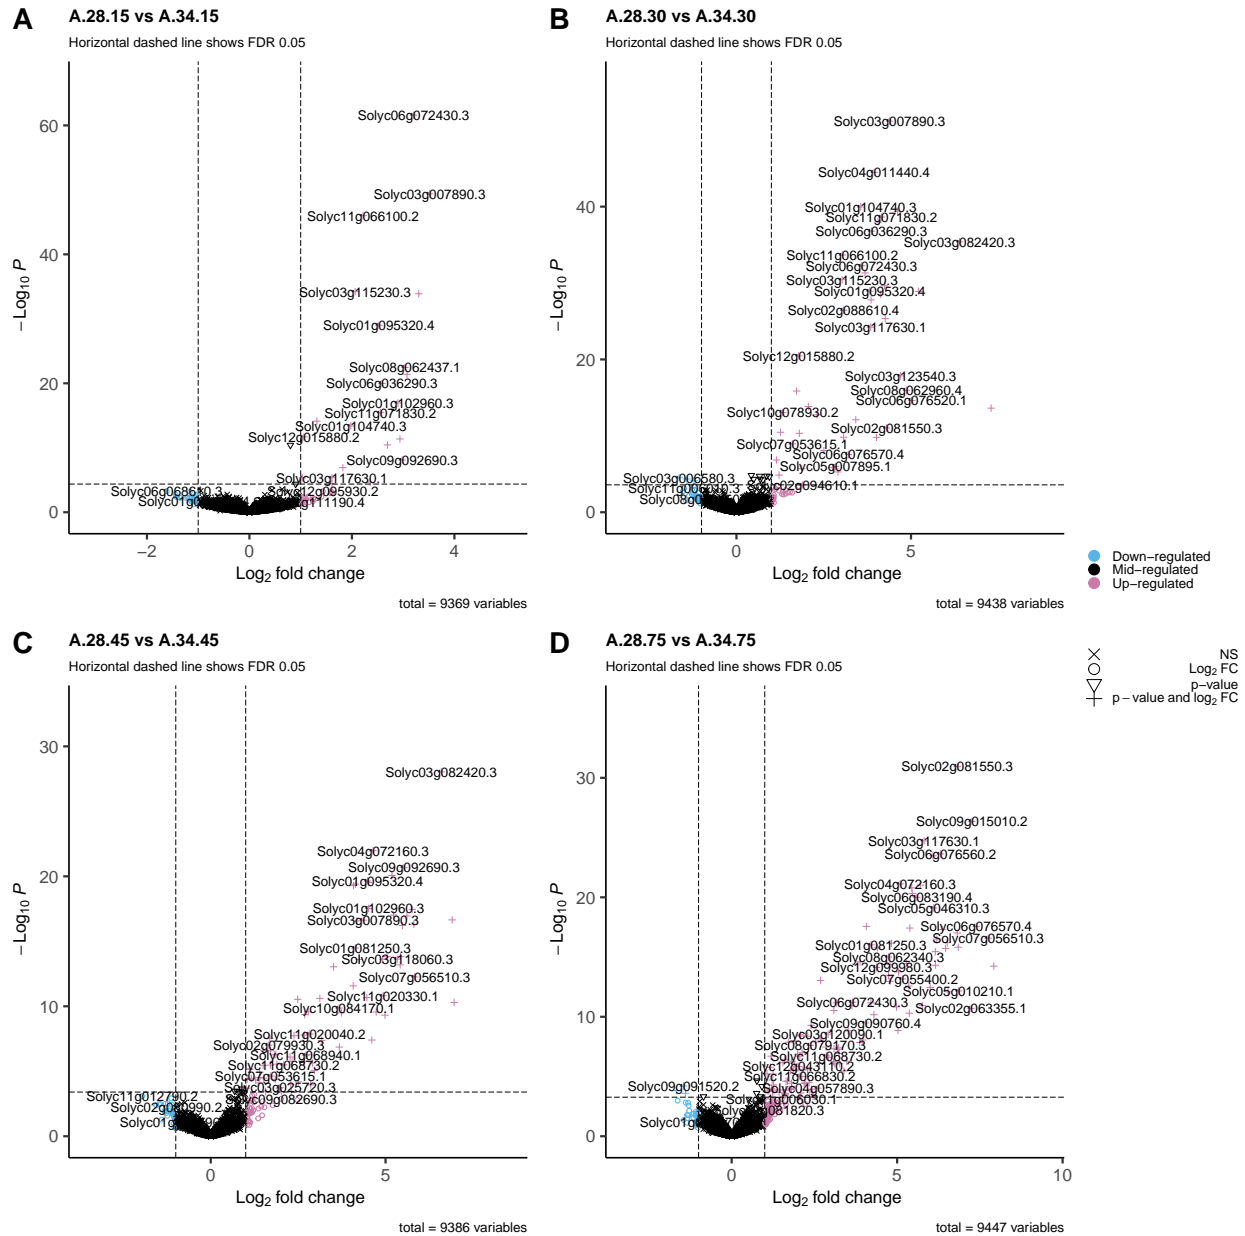 A
A.28.15 vs A.34.15
Horizontal dashed line shows FDR 0.05
Solyc06g072430.3
Solyc03g007890.3
Solyc11g066100.2
Solyc03g115230.3
Solyc01g095320.4
Solyc08g062437.1
Solyc06g036290.3
Solyc01g102960.3
Solyc11g071830.2
Solyc01g104740.3
Solyc12g015880.2
Solyc09g092690.3
Solyc03g117630.1
Solyc06g068610.3
Solyc12g095930.2
60
40
20
0
−Log10 P
−2 0 2 4
Log2 fold change
total = 9369 variables
B
A.28.30 vs A.34.30
Horizontal dashed line shows FDR 0.05
Solyc03g007890.3
Solyc04g011440.4
Solyc01g104740.3
Solyc11g071830.2
Solyc06g036290.3
Solyc03g082420.3
Solyc11g066100.2
Solyc06g072430.3
Solyc03g115230.3
Solyc01g095320.4
Solyc02g088610.4
Solyc03g117630.1
Solyc12g015880.2
Solyc03g123540.3
Solyc08g062960.4
Solyc06g076520.1
Solyc10g078930.2
Solyc02g081550.3
Solyc07g053615.1
Solyc06g076570.4
Solyc05g007895.1
Solyc03g006580.3
Solyc02g094610.1
40
20
0
−Log10 P
0 5
Log2 fold change
total = 9438 variables
Down−regulated
Mid−regulated
Up−regulated
NS
Log2 FC
p−value
p − value and log2 FC
C
A.28.45 vs A.34.45
Horizontal dashed line shows FDR 0.05
Solyc03g082420.3
Solyc04g072160.3
Solyc09g092690.3
Solyc01g095320.4
Solyc01g102960.3
Solyc03g007890.3
Solyc01g081250.3
Solyc03g118060.3
Solyc07g056510.3
Solyc11g020330.1
Solyc10g084170.1
Solyc11g020040.2
Solyc02g079930.3
Solyc11g068940.1
Solyc11g068730.2
Solyc07g053615.1
Solyc03g025720.3
Solyc11g012790.2
Solyc09g082690.3
Solyc02g080990.2
30
20
10
0
−Log10 P
0 5
Log2 fold change
total = 9386 variables
D
A.28.75 vs A.34.75
Horizontal dashed line shows FDR 0.05
Solyc02g081550.3
Solyc09g015010.2
Solyc03g117630.1
Solyc06g076560.2
Solyc04g072160.3
Solyc06g083190.4
Solyc05g046310.3
Solyc06g076570.4
Solyc07g056510.3
Solyc01g081250.3
Solyc08g062340.3
Solyc12g099980.3
Solyc07g055400.2
Solyc05g010210.1
Solyc06g072430.3
Solyc02g063355.1
Solyc09g090760.4
Solyc03g120090.1
Solyc08g079170.3
Solyc11g068730.2
Solyc12g043110.2
Solyc11g066830.2
Solyc09g091520.2
Solyc04g057890.3
30
20
10
0
−Log10 P
0 5 10
Log2 fold change
total = 9447 variables